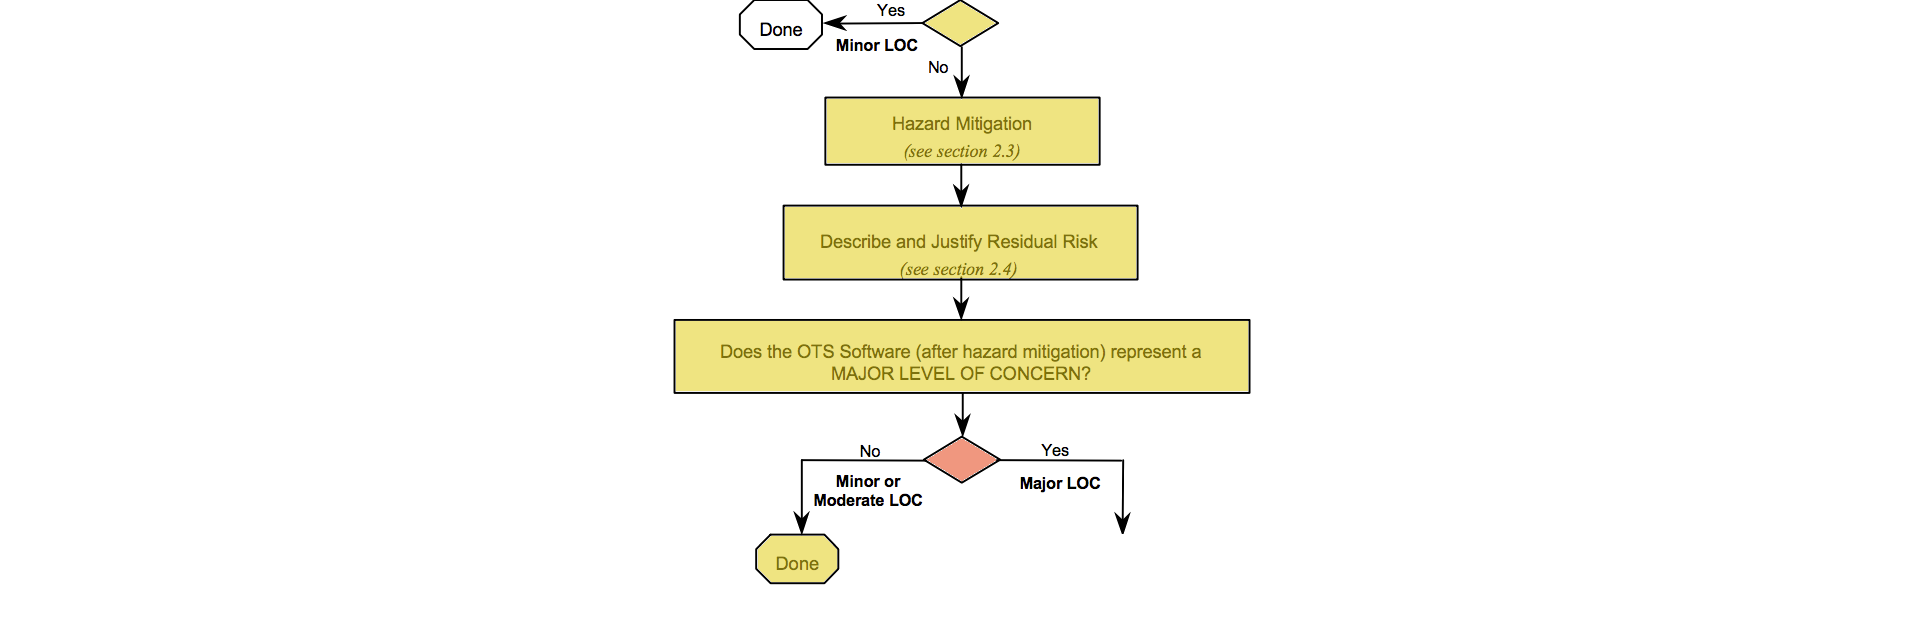 Yes
Done
Minor LOC
No
Hazard Mitigation
(see section 2.3)
Describe and Justify Residual Risk
(see section 2.4)
Does the OTS Software (after hazard mitigation) represent a
MAJOR LEVEL OF CONCERN?
No
Yes
Minor or
Moderate LOC
Major LOC
Done